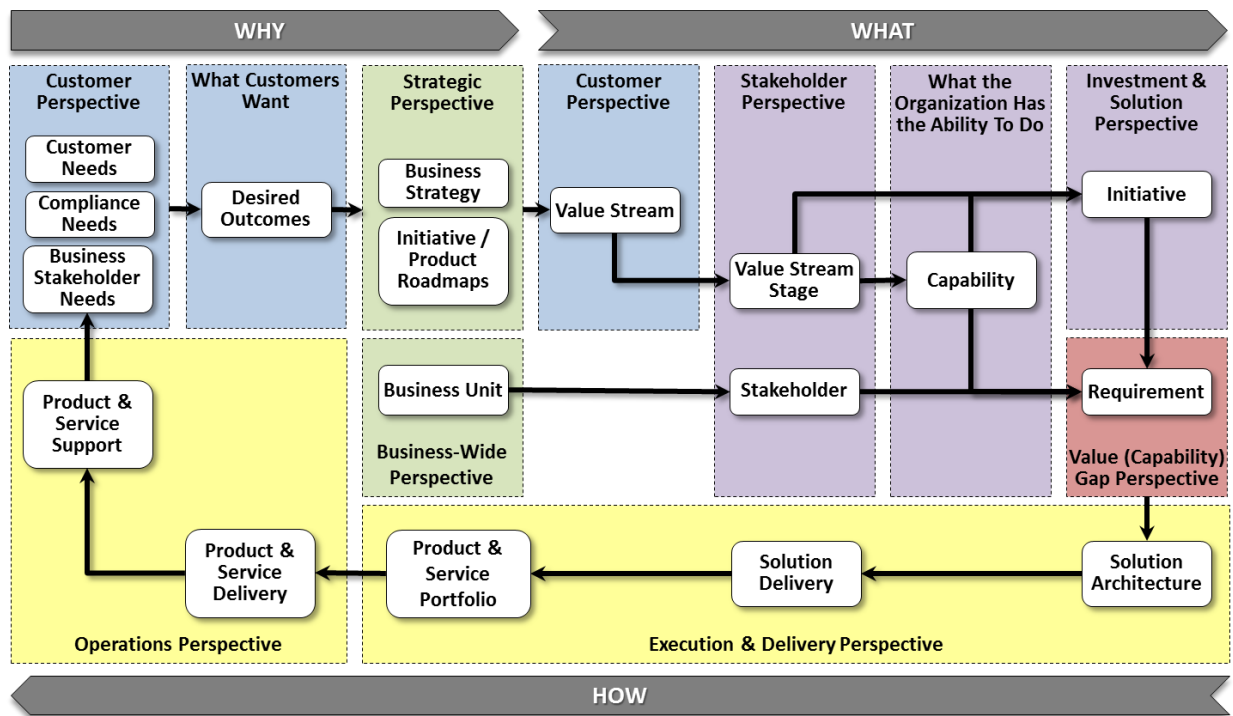 WHY
WHAT
Customer
Perspective
Customer
Needs
Compliance
Needs
Business
Stakeholder
Needs
What Customers
Want
Desired
Outcomes
Strategic
Perspective
Business
Strategy
Initiative /
Product
Roadmaps
Customer
Perspective
Value Stream
Stakeholder
Perspective
Value Stream
Stage
What the
Organization Has
the Ability To Do
Capability
Investment &
Solution
Perspective
Initiative
Business Unit
Business-Wide
Perspective
Stakeholder
Requirement
Value (Capability)
Gap Perspective
Product &
Service
Support
Product &
Service
Delivery
Operations Perspective
Product &
Service
Portfolio
Solution
Delivery
Solution
Architecture
Execution & Delivery Perspective
HOW